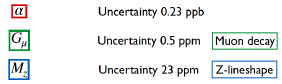 α Uncertainty 0.23 ppb
Gμ Uncertainty 0.5 ppm Muon decay
Mz Uncertainty 23 ppm Z-lineshape